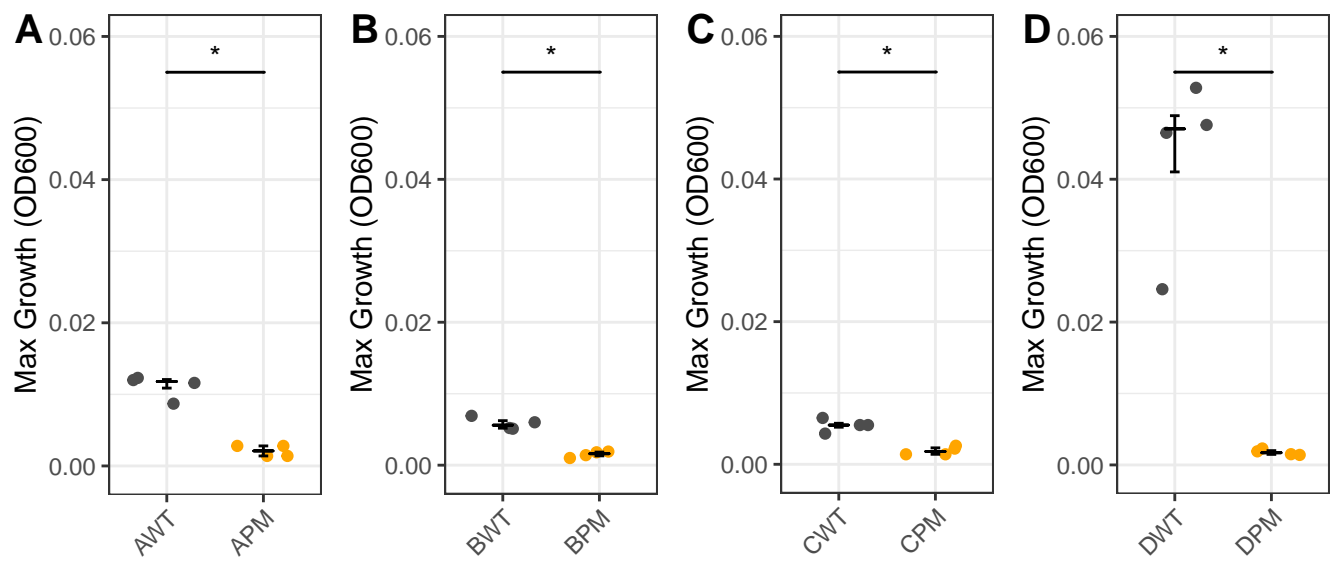 A
Max Growth (OD600)
0.06
0.04
0.02
0.00
*
AWT
APM
B
Max Growth (OD600)
0.06
0.04
0.02
0.00
*
BWT
BPM
C
Max Growth (OD600)
0.06
0.04
0.02
0.00
*
CWT
CPM
D
Max Growth (OD600)
0.06
0.04
0.02
0.00
*
DWT
DPM